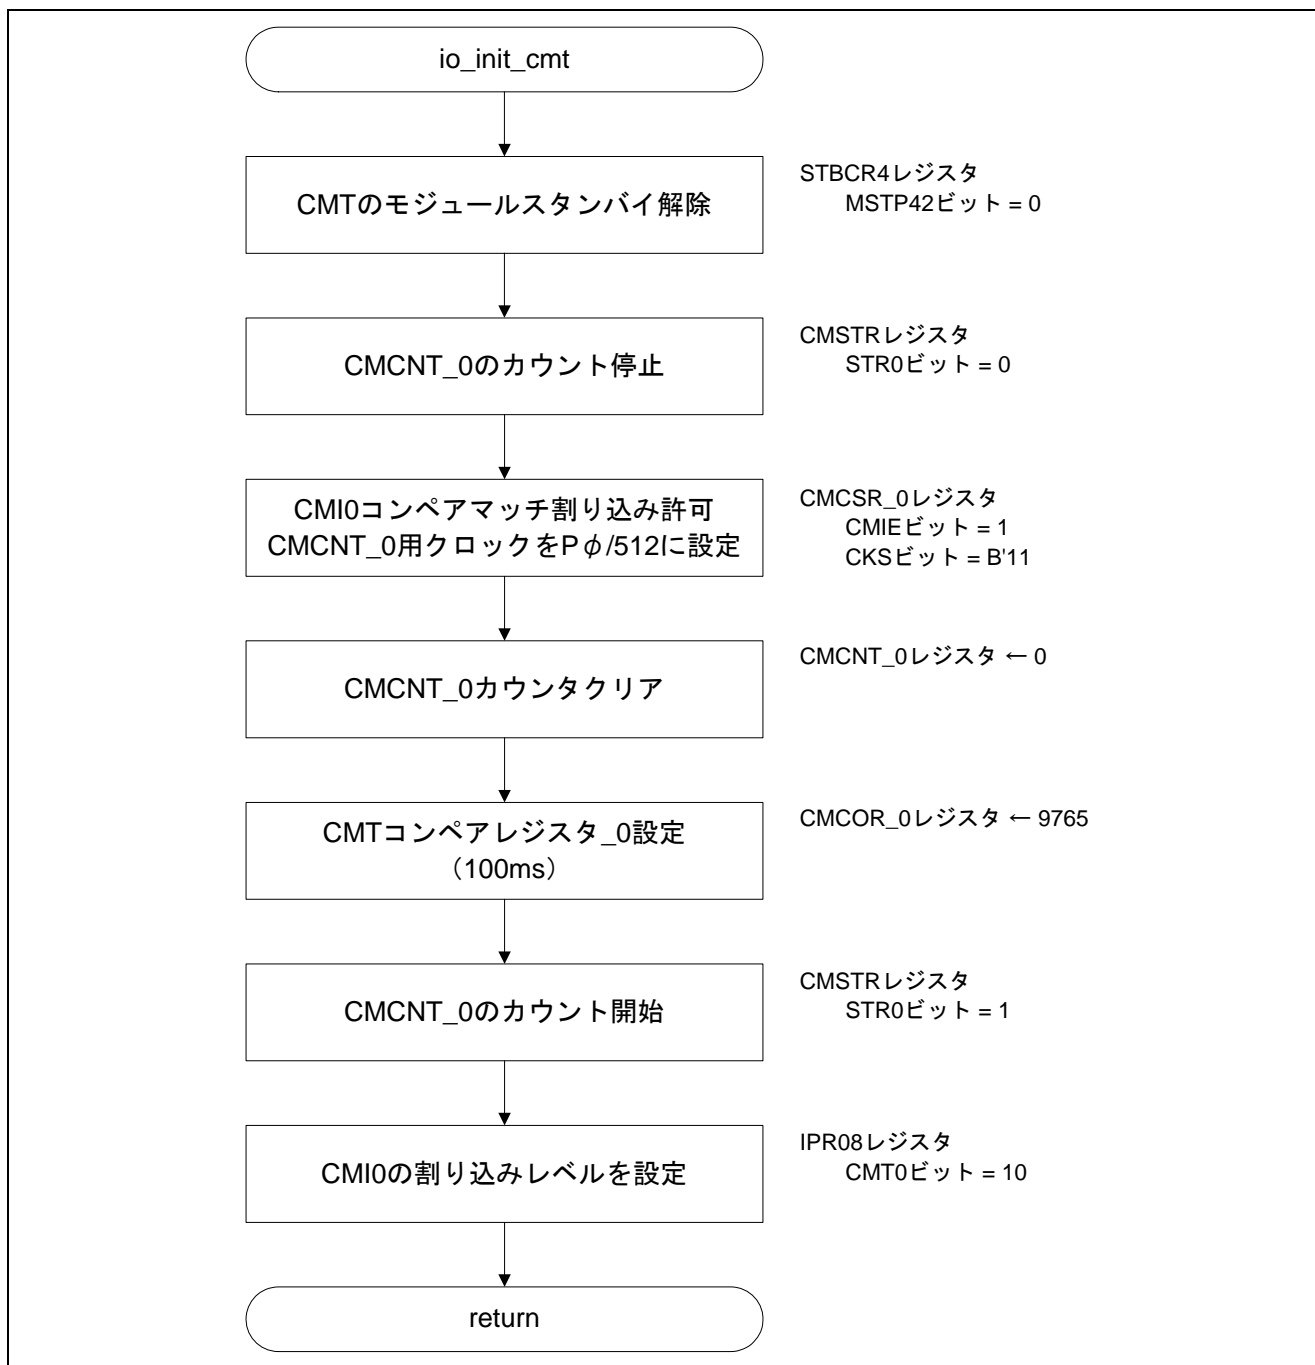 io_init_cmt
CMTのモジュールスタンバイ解除
STBCR4レジスタ
MSTP42ビット = 0
CMCNT_0のカウント停止
CMSTRレジスタ
STR0ビット = 0
CMI0コンペアマッチ割り込み許可
CMCNT_0用クロックをPφ/512に設定
CMCSR_0レジスタ
CMIEビット = 1
CKSビット = B'11
CMCNT_0カウンタクリア
CMCNT_0レジスタ ← 0
CMTコンペアレジスタ_0設定
（100ms）
CMCOR_0レジスタ ← 9765
CMCNT_0のカウント開始
CMSTRレジスタ
STR0ビット = 1
CMI0の割り込みレベルを設定
IPR08レジスタ
CMT0ビット = 10
return